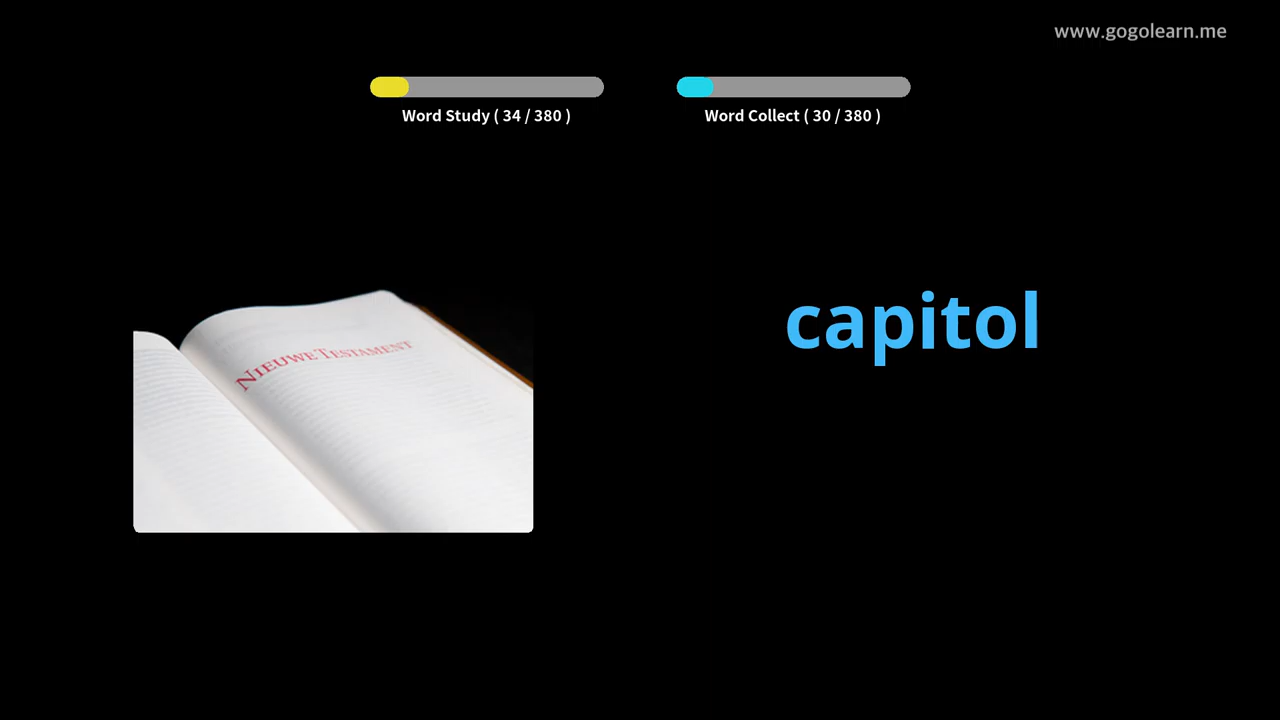 www.gogolearn.me
Word Study ( 34 / 380 )
Word Collect ( 30 / 380 )
capitol
NIEUWE TESTAMENT